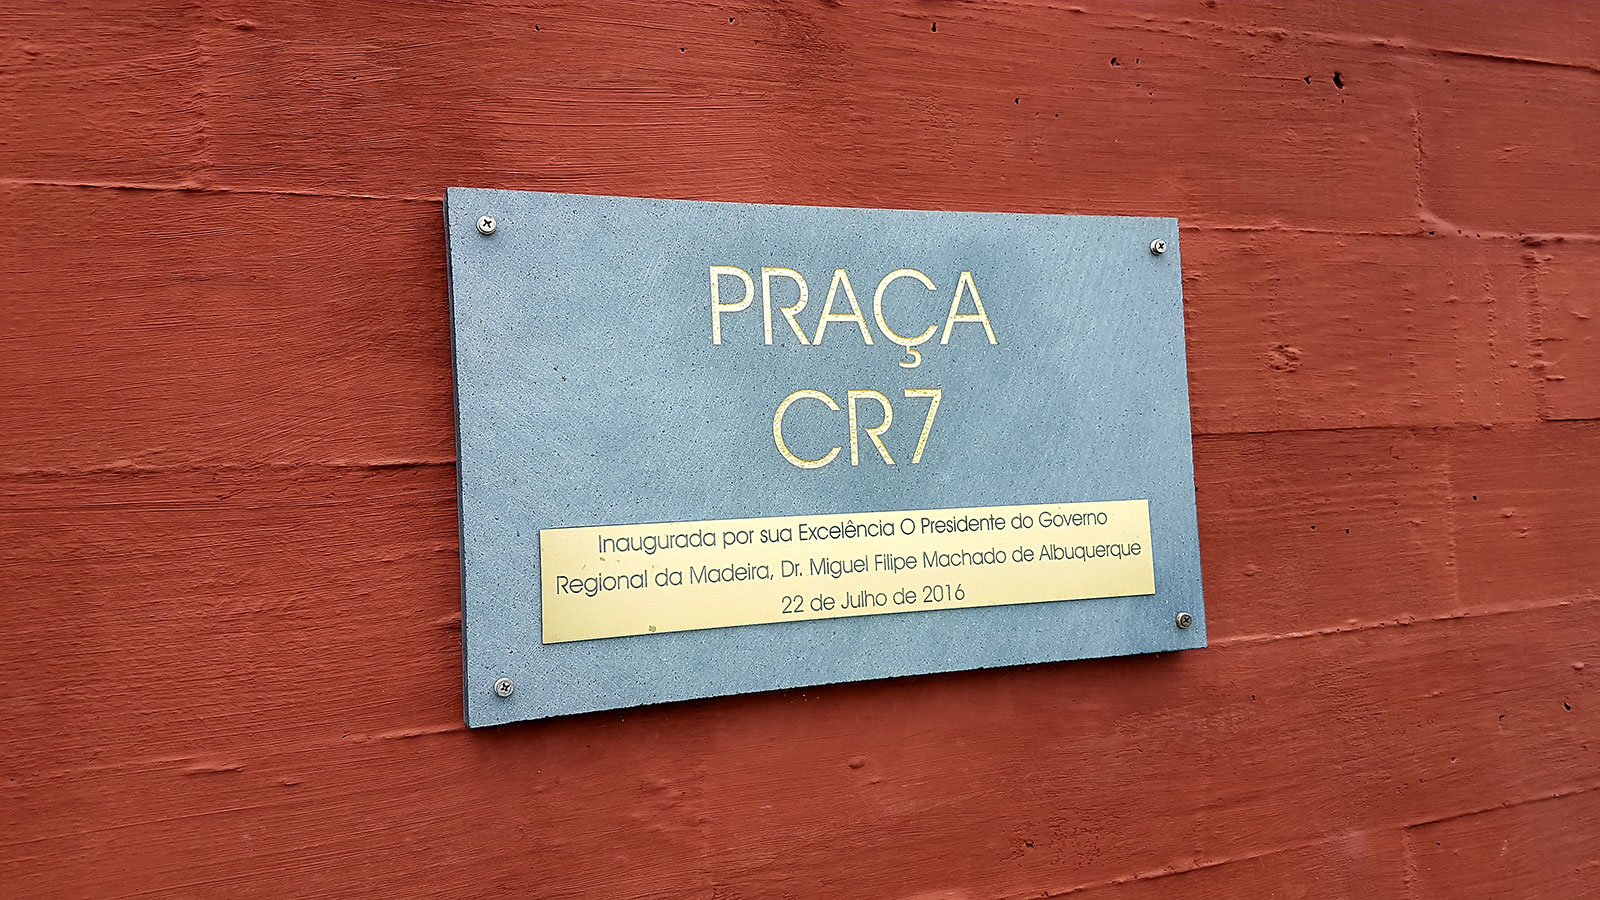 PRAÇA
CR7
Inaugurada por sua Excelência O Presidente do Governo
Regional da Madeira, Dr. Miguel Filipe Machado de Albuquerque
22 de Julho de 2016